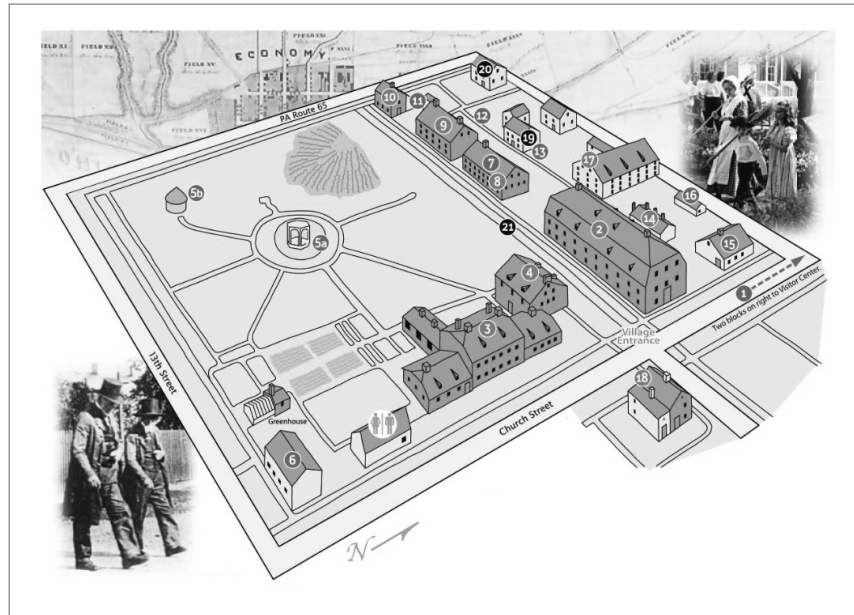 FIELD XI.
FIELD XV.
ECONOMY
PA Route 65
20
10
11
12
9
19
13
7
8
17
5b
16
2
14
21
5a
15
4
1
Two blocks on right to Visitor Center.
3
Village
Entrance
13th Street
18
Church Street
Greenhouse
6
N